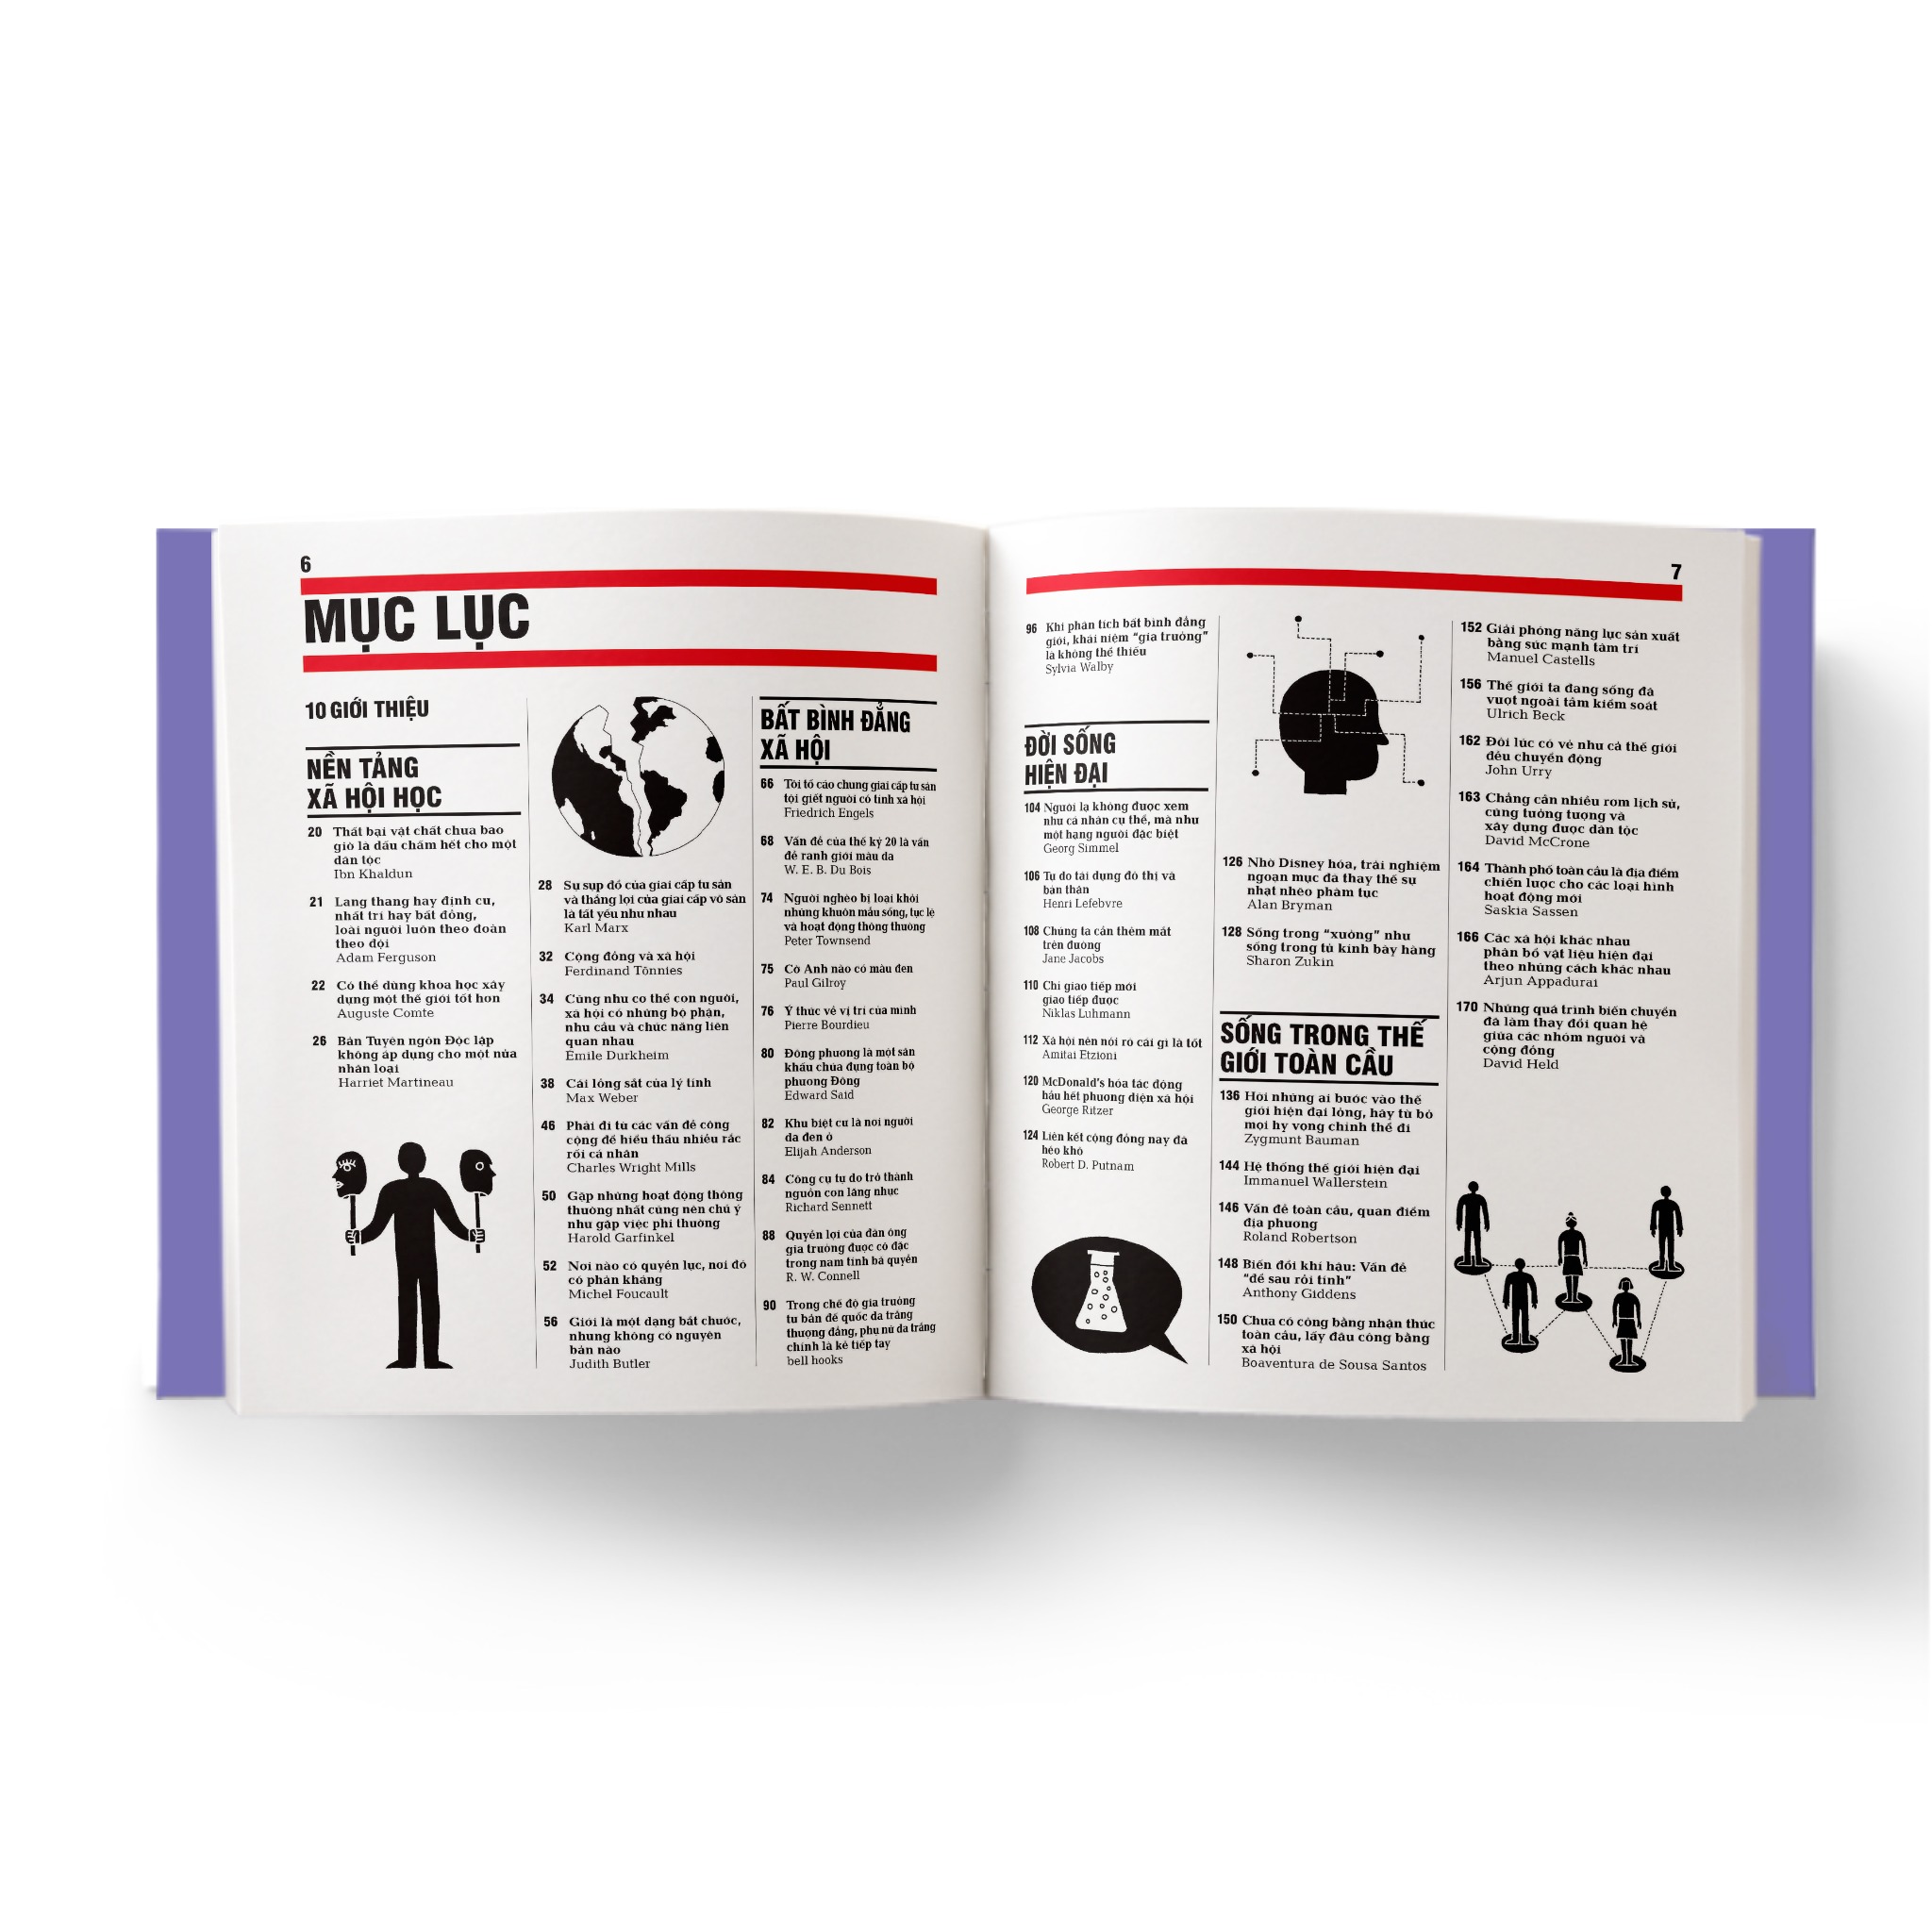 6
MỤC LỤC
10 GIỚI THIỆU
NỀN TẢNG
XÃ HỘI HỌC
20 Thất bại vật chất chưa bao
giờ là dấu chấm hết cho một
dân tộc
Ibn Khaldun
21 Lang thang hay định cư,
nhất trí hay bất đồng,
loài người luôn theo đoàn
theo đội
Adam Ferguson
22 Có thể dùng khoa học xây
dựng một thế giới tốt hơn
Auguste Comte
26 Bản Tuyên ngôn Độc lập
không áp dụng cho một nửa
nhân loại
Harriet Martineau
28 Sự sụp đổ của giai cấp tư sản
và thắng lợi của giai cấp vô sản
là tất yếu như nhau
Karl Marx
32 Cộng đồng và xã hội
Ferdinand Tönnies
34 Cũng như cơ thể con người,
xã hội có những bộ phận,
nhu cầu và chức năng liên
quan nhau
Émile Durkheim
38 Cái lồng sắt của lý tính
Max Weber
46 Phải đi từ các vấn đề công
cộng để hiểu thấu nhiễu rắc
rối cá nhân
Charles Wright Mills
50 Gặp những hoạt động thông
thường nhất cũng nên chú ý
như gặp việc phi thường
Harold Garfinkel
52 Nơi nào có quyền lực, nơi đó
có phản kháng
Michel Foucault
56 Giới là một dạng bắt chước,
nhưng không có nguyên
bản nào
Judith Butler
BẤT BÌNH ĐẲNG
XÃ HỘI
66 Tôi tố cáo chung giai cấp tư sản
tội giết người có tính xã hội
Friedrich Engels
68 Vấn đề của thế kỷ 20 là vấn
đề ranh giới màu da
W. E. B. Du Bois
74 Người nghèo bị loại khỏi
những khuôn mẫu sống, tục lệ
và hoạt động thông thường
Peter Townsend
75 Cờ Anh nào có màu đen
Paul Gilroy
76 Ý thức về vị trí của mình
Pierre Bourdieu
80 Đông phương là một sân
khấu chứa đựng toàn bộ
phương Đông
Edward Said
82 Khu biệt cư là nơi người
da đen ở
Elijah Anderson
84 Công cụ tự do trở thành
nguồn cơn lăng nhục
Richard Sennett
88 Quyền lợi của đàn ông
gia trưởng được cô đặc
trong nam tính bá quyền
R. W. Connell
90 Trong chế độ gia trưởng
tư bản đế quốc da trắng
thượng đẳng, phụ nữ da trắng
chính là kẻ tiếp tay
bell hooks
7
96 Khi phân tích bất bình đẳng
giới, khái niệm “gia trưởng”
là không thể thiếu
Sylvia Walby
ĐỜI SỐNG
HIỆN ĐẠI
104 Người lạ không được xem
như cá nhân cụ thể, mà như
một hạng người đặc biệt
Georg Simmel
106 Tự do tái dựng đô thị và
bản thân
Henri Lefebvre
108 Chúng ta cần thêm mắt
trên đường
Jane Jacobs
110 Chỉ giao tiếp mới
giao tiếp được
Niklas Luhmann
112 Xã hội nên nói rõ cái gì là tốt
Amitai Etzioni
120 McDonald’s hóa tác động
hầu hết phương diện xã hội
George Ritzer
124 Liên kết cộng đồng nay đã
héo khô
Robert D. Putnam
126 Nhờ Disney hóa, trải nghiệm
ngoạn mục đã thay thế sự
nhạt nhẽo phàm tục
Alan Bryman
128 Sống trong “xưởng” như
sống trong tủ kính bày hàng
Sharon Zukin
SỐNG TRONG THẾ
GIỚI TOÀN CẦU
136 Hỡi những ai bước vào thế
giới hiện đại lỏng, hãy từ bỏ
mọi hy vọng chỉnh thể đi
Zygmunt Bauman
144 Hệ thống thế giới hiện đại
Immanuel Wallerstein
146 Vấn đề toàn cầu, quan điểm
địa phương
Roland Robertson
148 Biến đổi khí hậu: Vấn đề
“để sau rồi tính”
Anthony Giddens
150 Chưa có công bằng nhận thức
toàn cầu, lấy đâu công bằng
xã hội
Boaventura de Sousa Santos
152 Giải phóng năng lực sản xuất
bằng sức mạnh tâm trí
Manuel Castells
156 Thế giới ta đang sống đã
vượt ngoài tầm kiểm soát
Ulrich Beck
162 Đôi lúc có vẻ như cả thế giới
đều chuyển động
John Urry
163 Chẳng cần nhiều rơm lịch sử,
cũng tưởng tượng và
xây dựng được dân tộc
David McCrone
164 Thành phố toàn cầu là địa điểm
chiến lược cho các loại hình
hoạt động mới
Saskia Sassen
166 Các xã hội khác nhau
phân bổ vật liệu hiện đại
theo những cách khác nhau
Arjun Appadurai
170 Những quá trình biến chuyển
đã làm thay đổi quan hệ
giữa các nhóm người và
cộng đồng
David Held